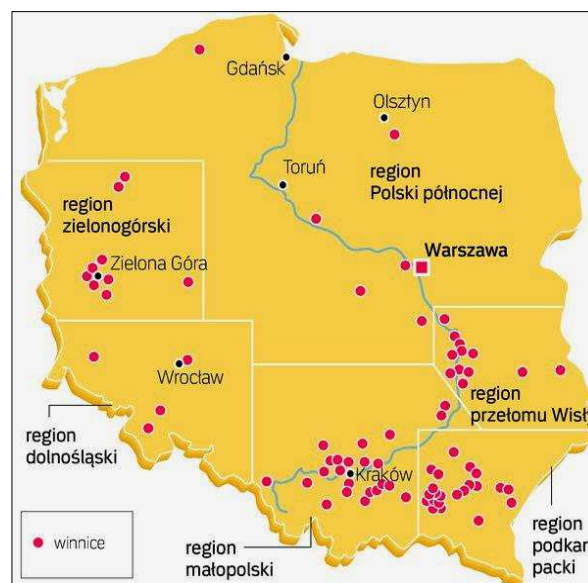 Gdańsk
Olsztyn
Toruń
region
Polski północnej
region
zielonogórski
Zielona Góra
Warszawa
Wrocław
region
przełomu Wisły
region
dolnośląski
Kraków
winnice
region
małopolski
region
podkar
packi